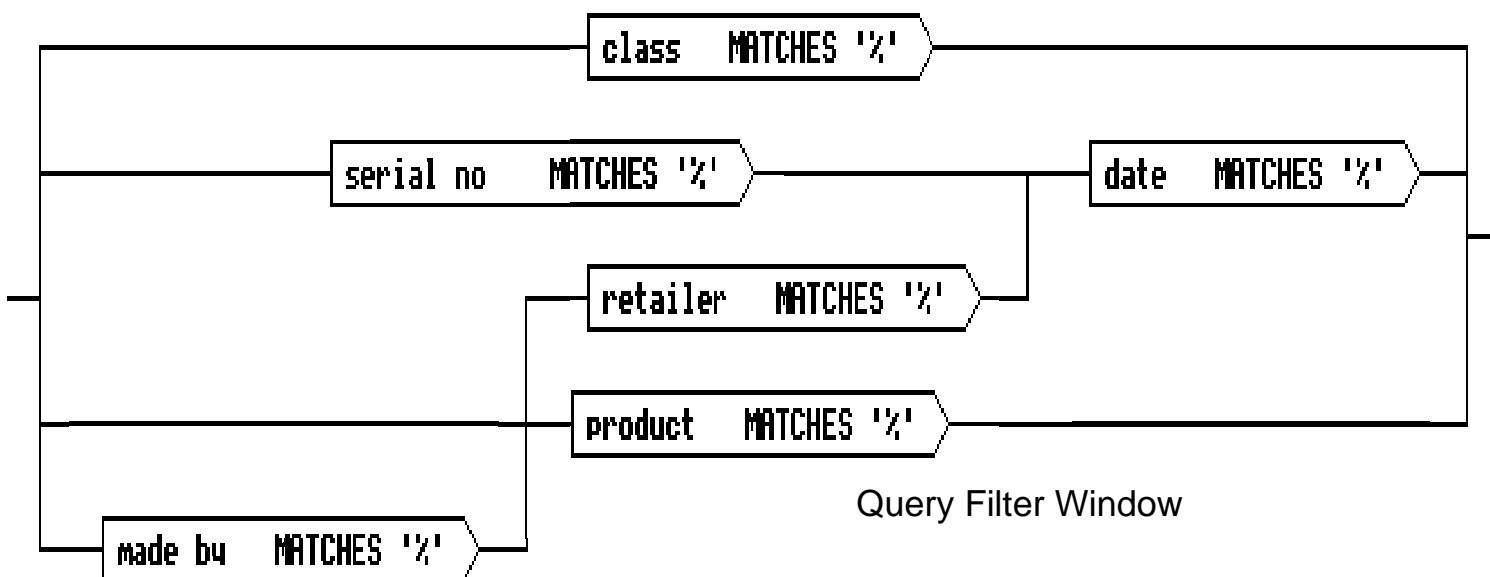 class MATCHES '%'
serial no MATCHES '%'
date MATCHES '%'
retailer MATCHES '%'
product MATCHES '%'
Query Filter Window
made by MATCHES '%'